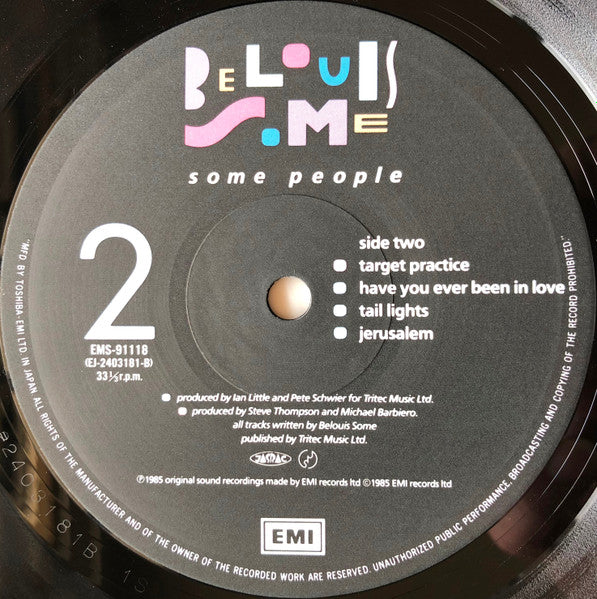 BELOUIS
SOME
some people
2
EMS-91118
(EJ-2403181-B)
33⅓r.p.m.
side two
target practice
have you ever been in love
tail lights
jerusalem
produced by Ian Little and Pete Schwier for Tritec Music Ltd.
produced by Steve Thompson and Michael Barbiero.
all tracks written by Belouis Some
published by Tritec Music Ltd.
JASRAC
℗1985 original sound recordings made by EMI records ltd ©1985 EMI records ltd
EMI
"MFD. BY TOSHIBA-EMI LTD. IN JAPAN ALL RIGHTS OF THE MANUFACTURER AND OF THE OWNER OF THE RECORDED WORK ARE RESERVED. UNAUTHORIZED PUBLIC PERFORMANCE, BROADCASTING AND COPYING OF THE RECORD PROHIBITED."
2403181B 1S